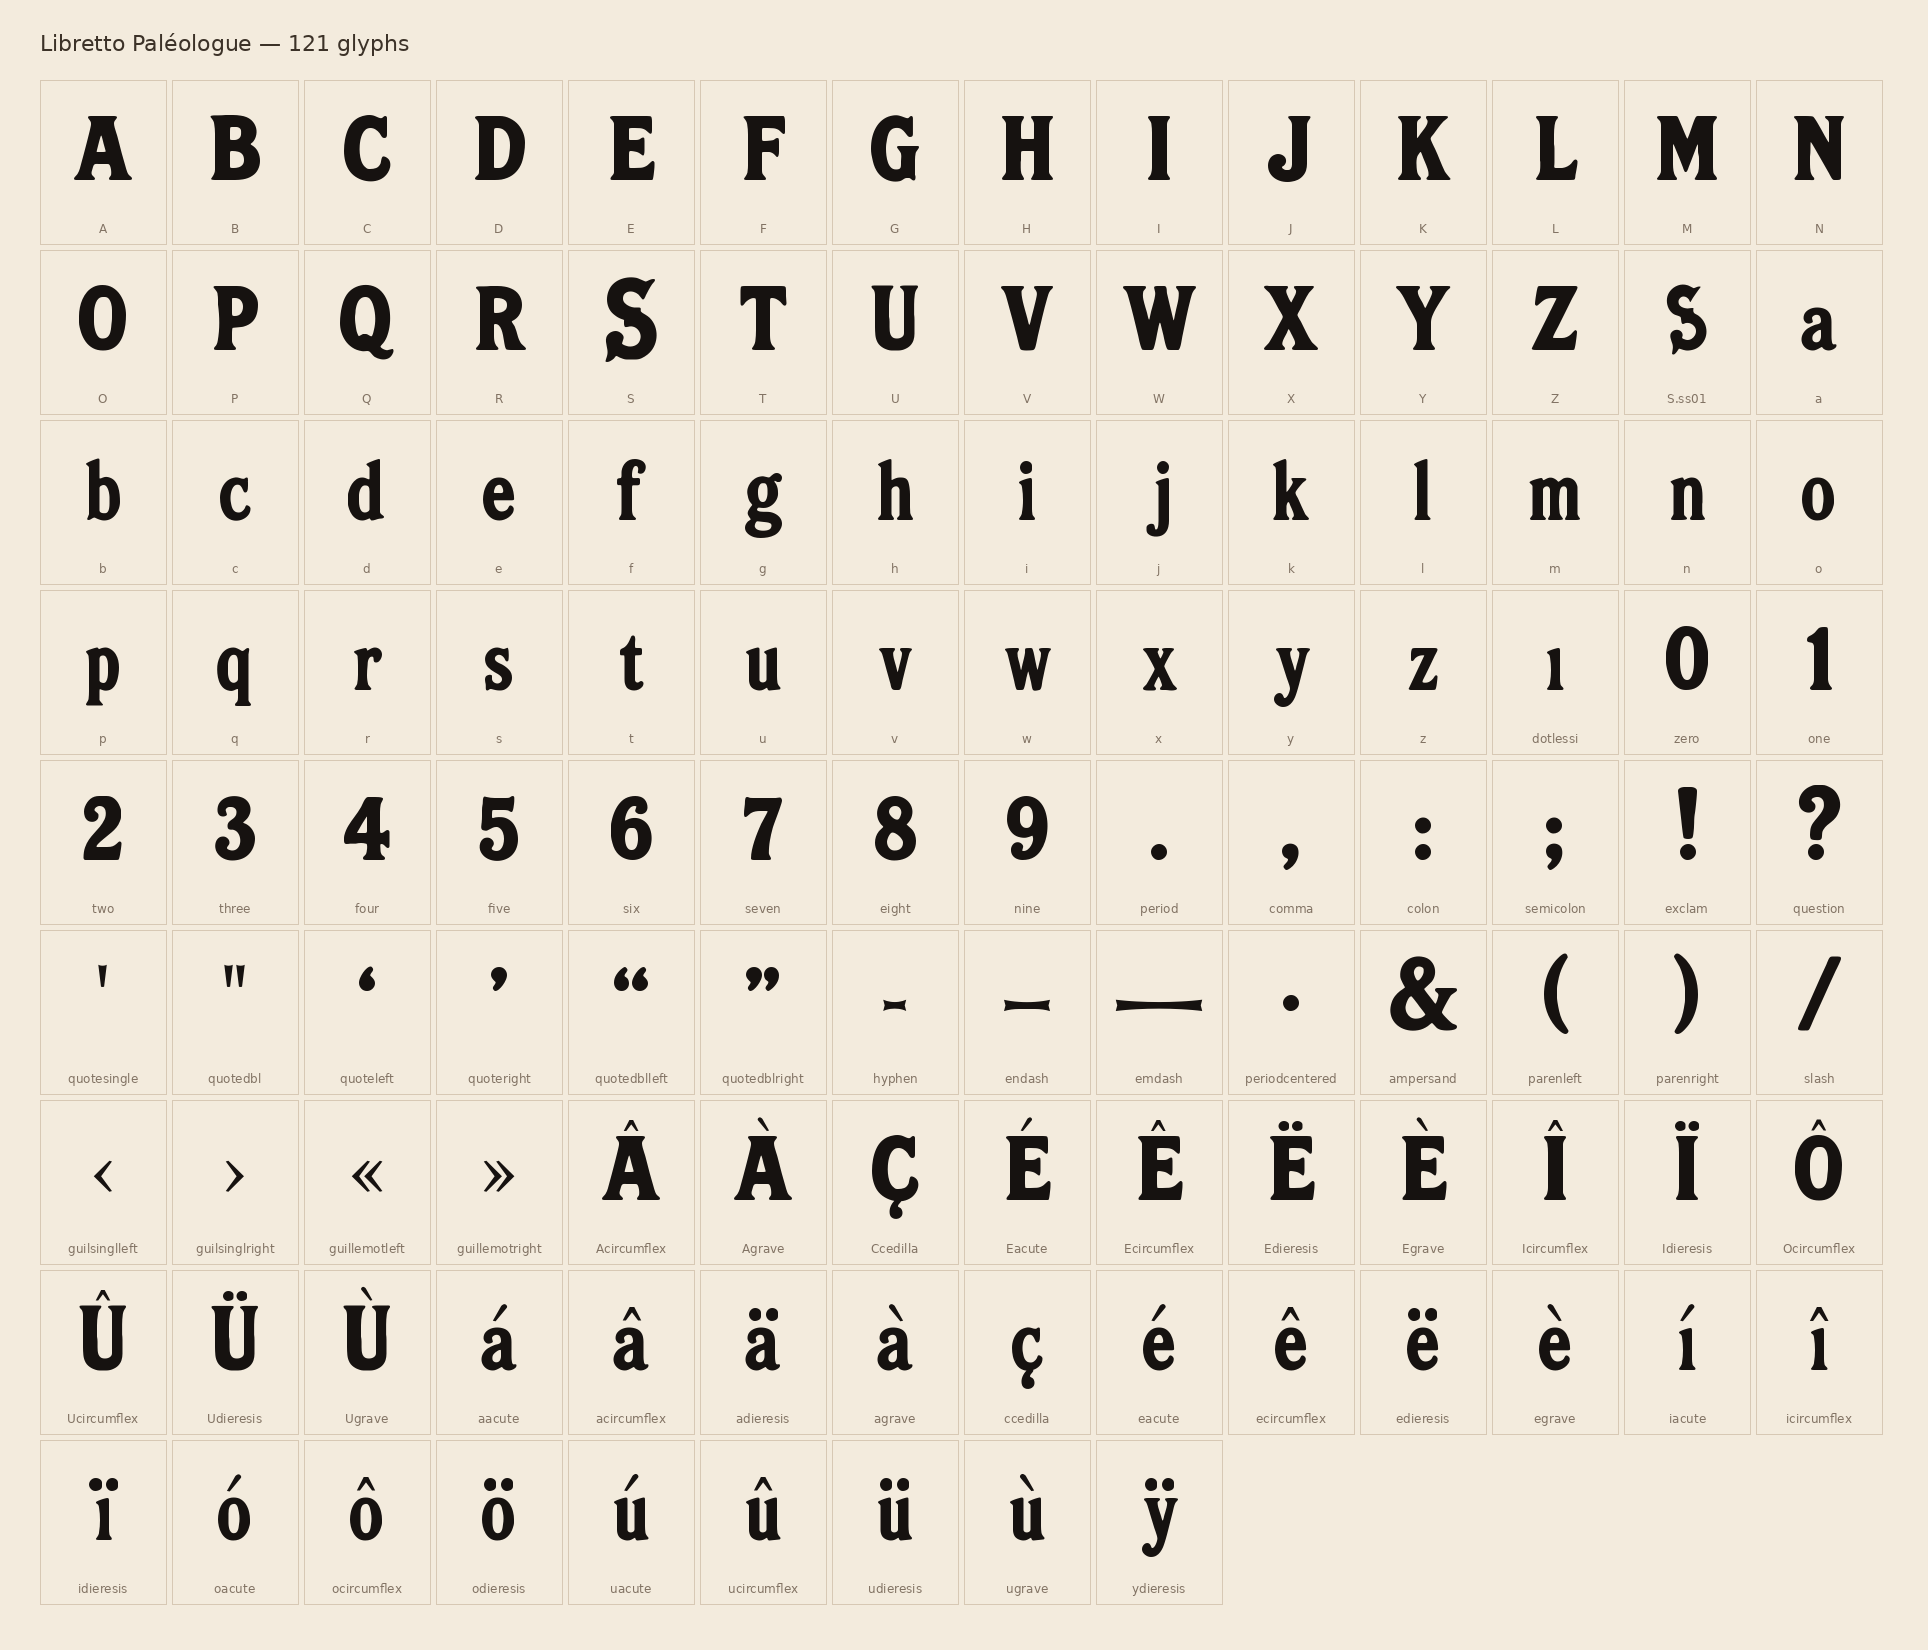 Libretto Paléologue — 121 glyphs
A B C D E F G H I J K L M N
A B C D E F G H I J K L M N
O P Q R S T U V W X Y Z S a
O P Q R S T U V W X Y Z S.ss01 a
b c d e f g h i j k l m n o
b c d e f g h i j k l m n o
p q r s t u v w x y z ı 0 1
p q r s t u v w x y z dotlessi zero one
2 3 4 5 6 7 8 9 . , : ; ! ?
two three four five six seven eight nine period comma colon semicolon exclam question
' " ‘ ’ “ ” - – — · & ( ) /
quotesingle quotedbl quoteleft quoteright quotedblleft quotedblright hyphen endash emdash periodcentered ampersand parenleft parenright slash
‹ › « » Â À Ç É Ê Ë È Î Ï Ô
guilsinglleft guilsinglright guillemotleft guillemotright Acircumflex Agrave Ccedilla Eacute Ecircumflex Edieresis Egrave Icircumflex Idieresis Ocircumflex
Û Ü Ù á â ä à ç é ê ë è í î
Ucircumflex Udieresis Ugrave aacute acircumflex adieresis agrave ccedilla eacute ecircumflex edieresis egrave iacute icircumflex
ï ó ô ö ú û ü ù ÿ
idieresis oacute ocircumflex odieresis uacute ucircumflex udieresis ugrave ydieresis